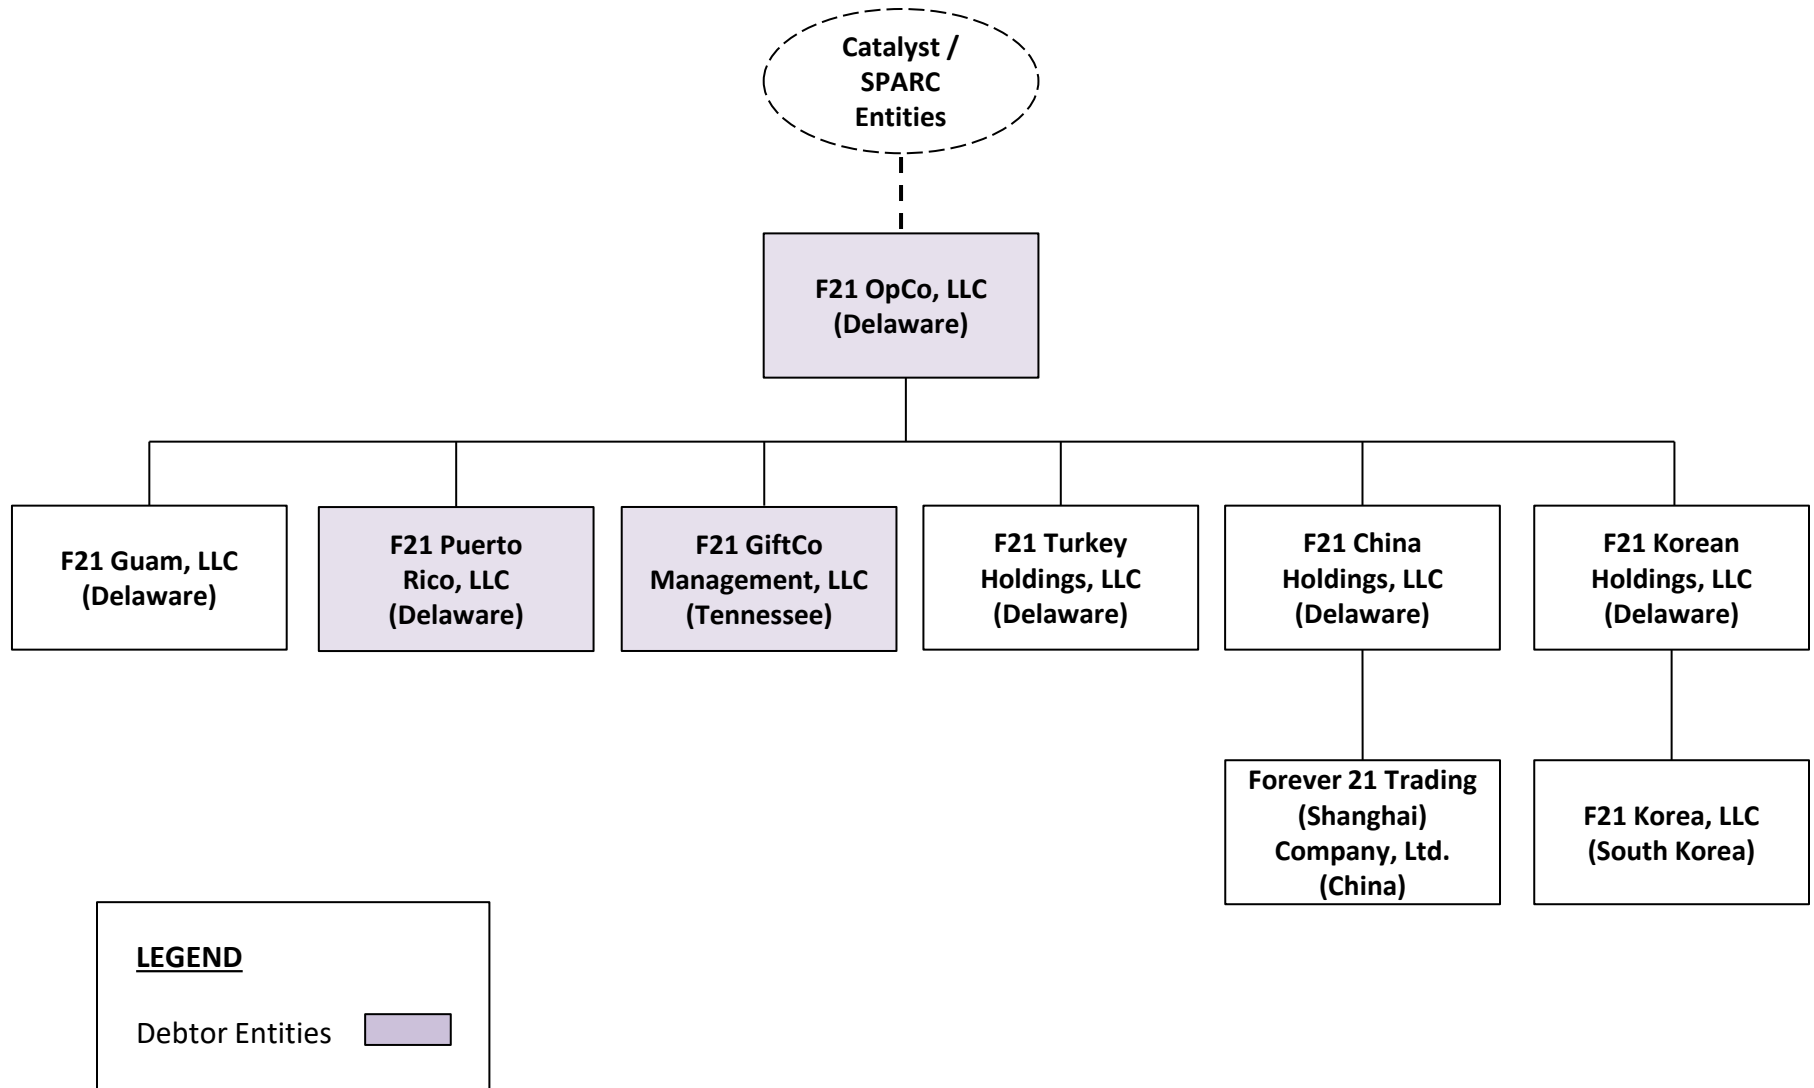 Catalyst /
SPARC
Entities
F21 OpCo, LLC
(Delaware)
F21 Guam, LLC
(Delaware)
F21 Puerto
Rico, LLC
(Delaware)
F21 GiftCo
Management, LLC
(Tennessee)
F21 Turkey
Holdings, LLC
(Delaware)
F21 China
Holdings, LLC
(Delaware)
F21 Korean
Holdings, LLC
(Delaware)
Forever 21 Trading
(Shanghai)
Company, Ltd.
(China)
F21 Korea, LLC
(South Korea)
LEGEND
Debtor Entities